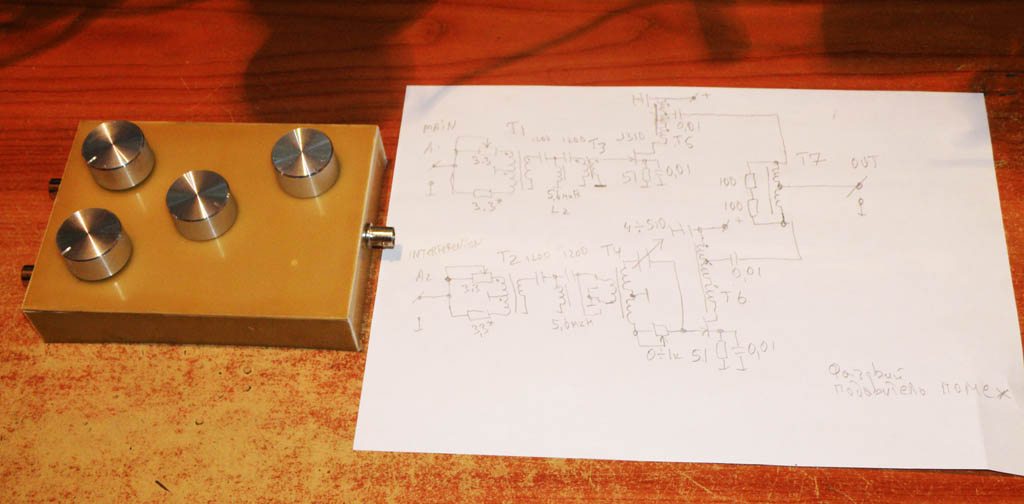 MAIN
A1
T1
1200 1200
T3
J310
0,01
T5
+
3.3
3.3*
5,6мкН
L2
51
0,01
T7
OUT
100
100
INTERFERENCE
A2
T2
1200 1200
T4
4÷510
+
0,01
T6
3.3
3,3*
5,6мкН
0÷1к
51
0,01
Фазовый
подавитель помех